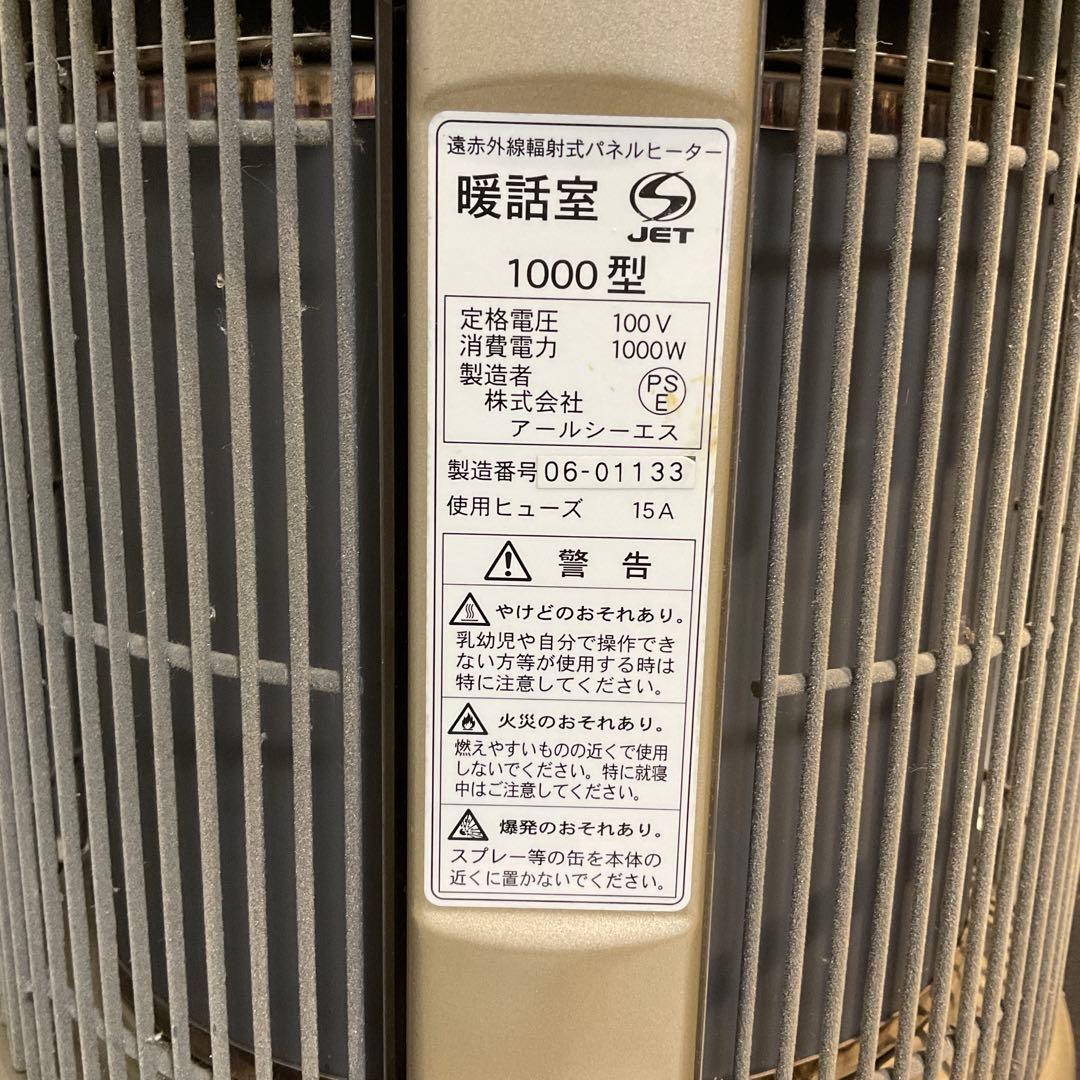 遠赤外線輻射式パネルヒーター
暖話室
JET
1000型
定格電圧 100V
消費電力 1000W
製造者
株式会社
アールシーエス
PS
E
製造番号 06-01133
使用ヒューズ 15A
警告
やけどのおそれあり。
乳幼児や自分で操作でき
ない方等が使用する時は
特に注意してください。
火災のおそれあり。
燃えやすいものの近くで使用
しないでください。特に就寝
中はご注意してください。
爆発のおそれあり。
スプレー等の缶を本体の
近くに置かないでください。